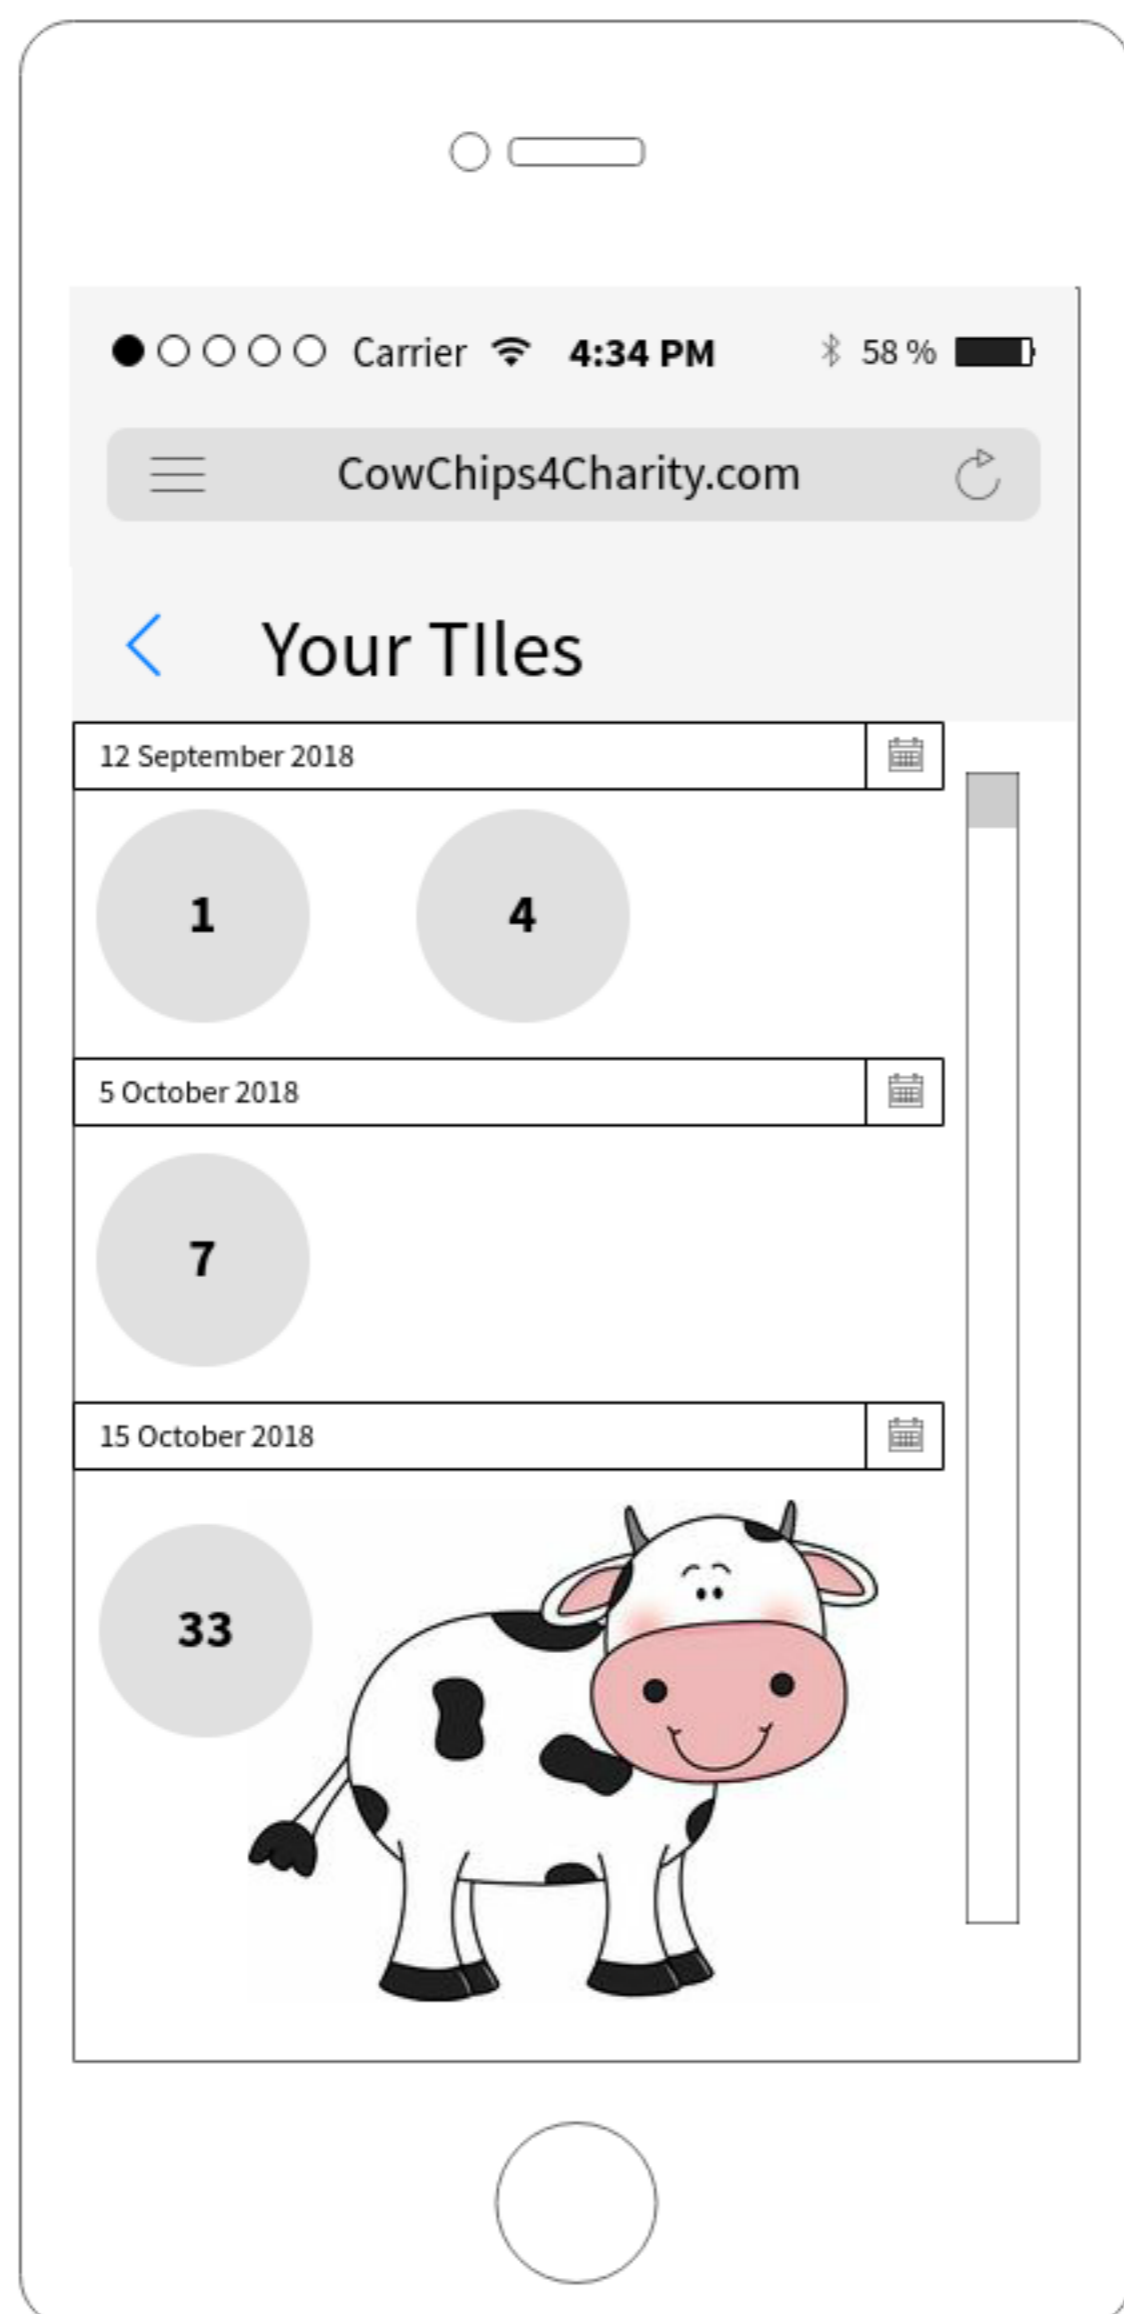 Carrier 4:34 PM 58 %
CowChips4Charity.com
Your TIles
12 September 2018
1 4
5 October 2018
7
15 October 2018
33